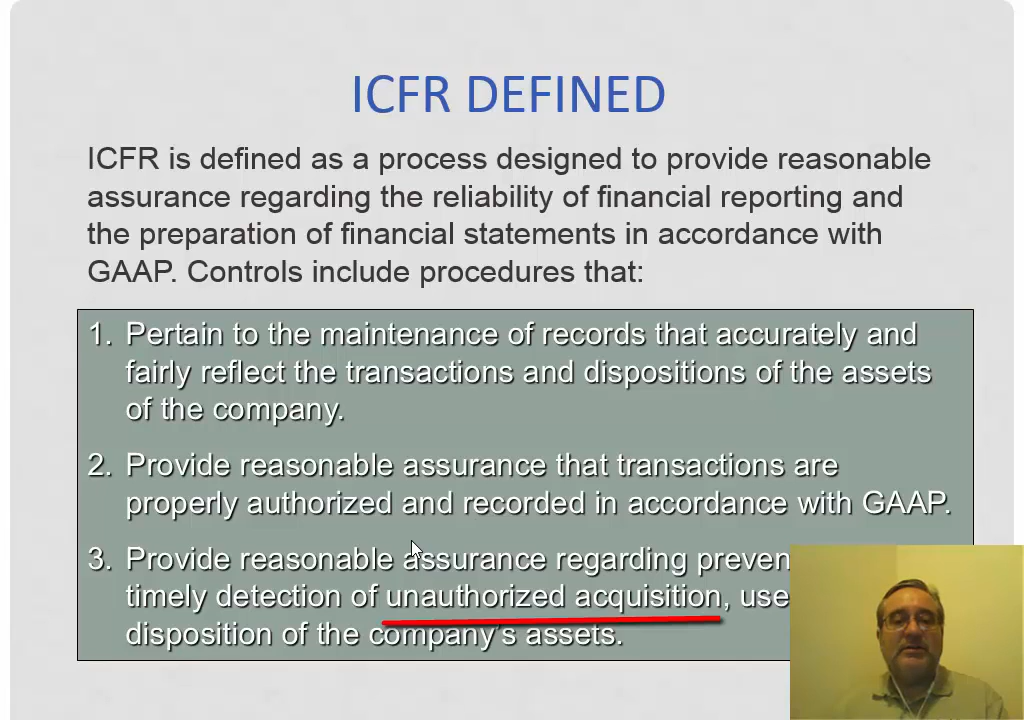 ICFR DEFINED
ICFR is defined as a process designed to provide reasonable
assurance regarding the reliability of financial reporting and
the preparation of financial statements in accordance with
GAAP. Controls include procedures that:
1. Pertain to the maintenance of records that accurately and
fairly reflect the transactions and dispositions of the assets
of the company.
2. Provide reasonable assurance that transactions are
properly authorized and recorded in accordance with GAAP.
3. Provide reasonable assurance regarding
timely detection of unauthorized acquisition, use
disposition of the company's assets.